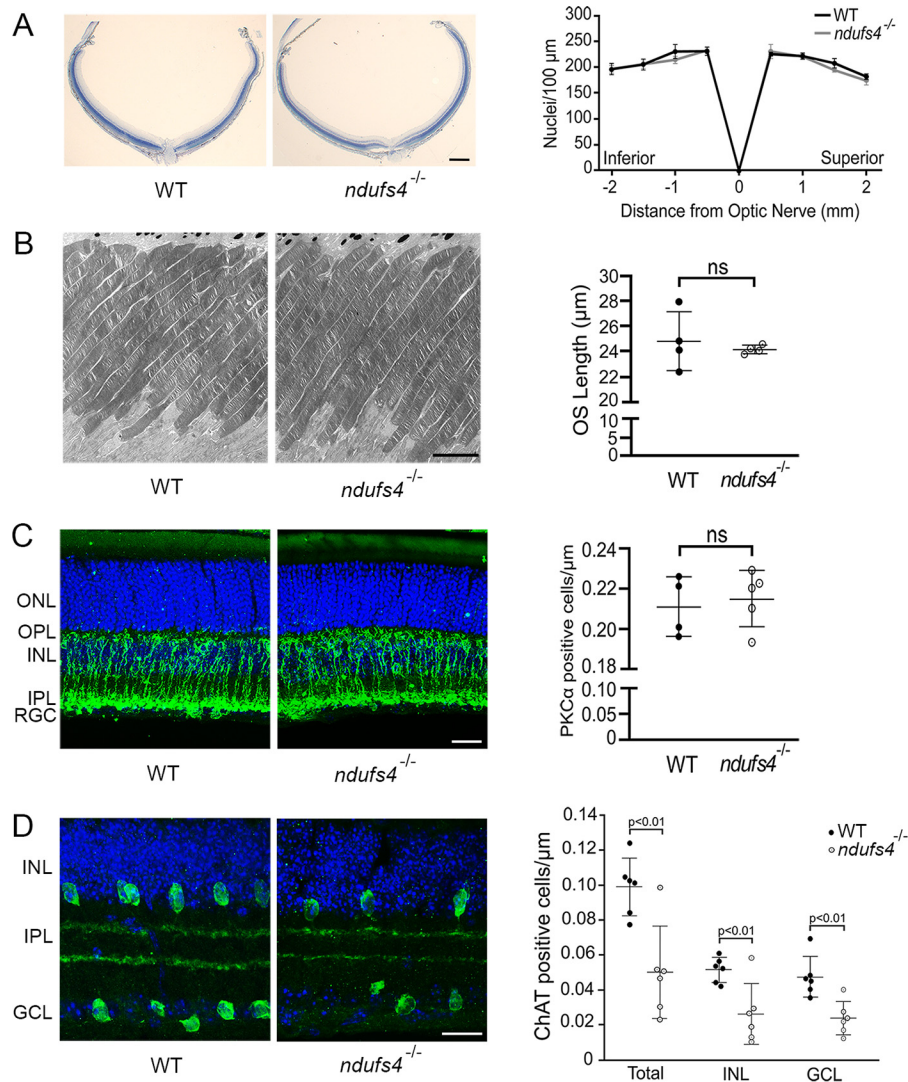 A
WT
ndufs4-/-
Nuclei/100 µm
300
250
200
150
100
50
0
WT
ndufs4-/-
Inferior
Superior
-2
-1
0
1
2
Distance from Optic Nerve (mm)
B
WT
ndufs4-/-
OS Length (µm)
30
28
26
24
22
20
10
5
0
ns
WT
ndufs4-/-
C
ONL
OPL
INL
IPL
RGC
WT
ndufs4-/-
PKCα positive cells/µm
0.24
0.22
0.20
0.18
0.10
0.05
0
ns
WT
ndufs4-/-
D
INL
IPL
GCL
WT
ndufs4-/-
ChAT positive cells/µm
0.14
0.12
0.10
0.08
0.06
0.04
0.02
0
p<0.01
p<0.01
p<0.01
WT
ndufs4-/-
Total
INL
GCL